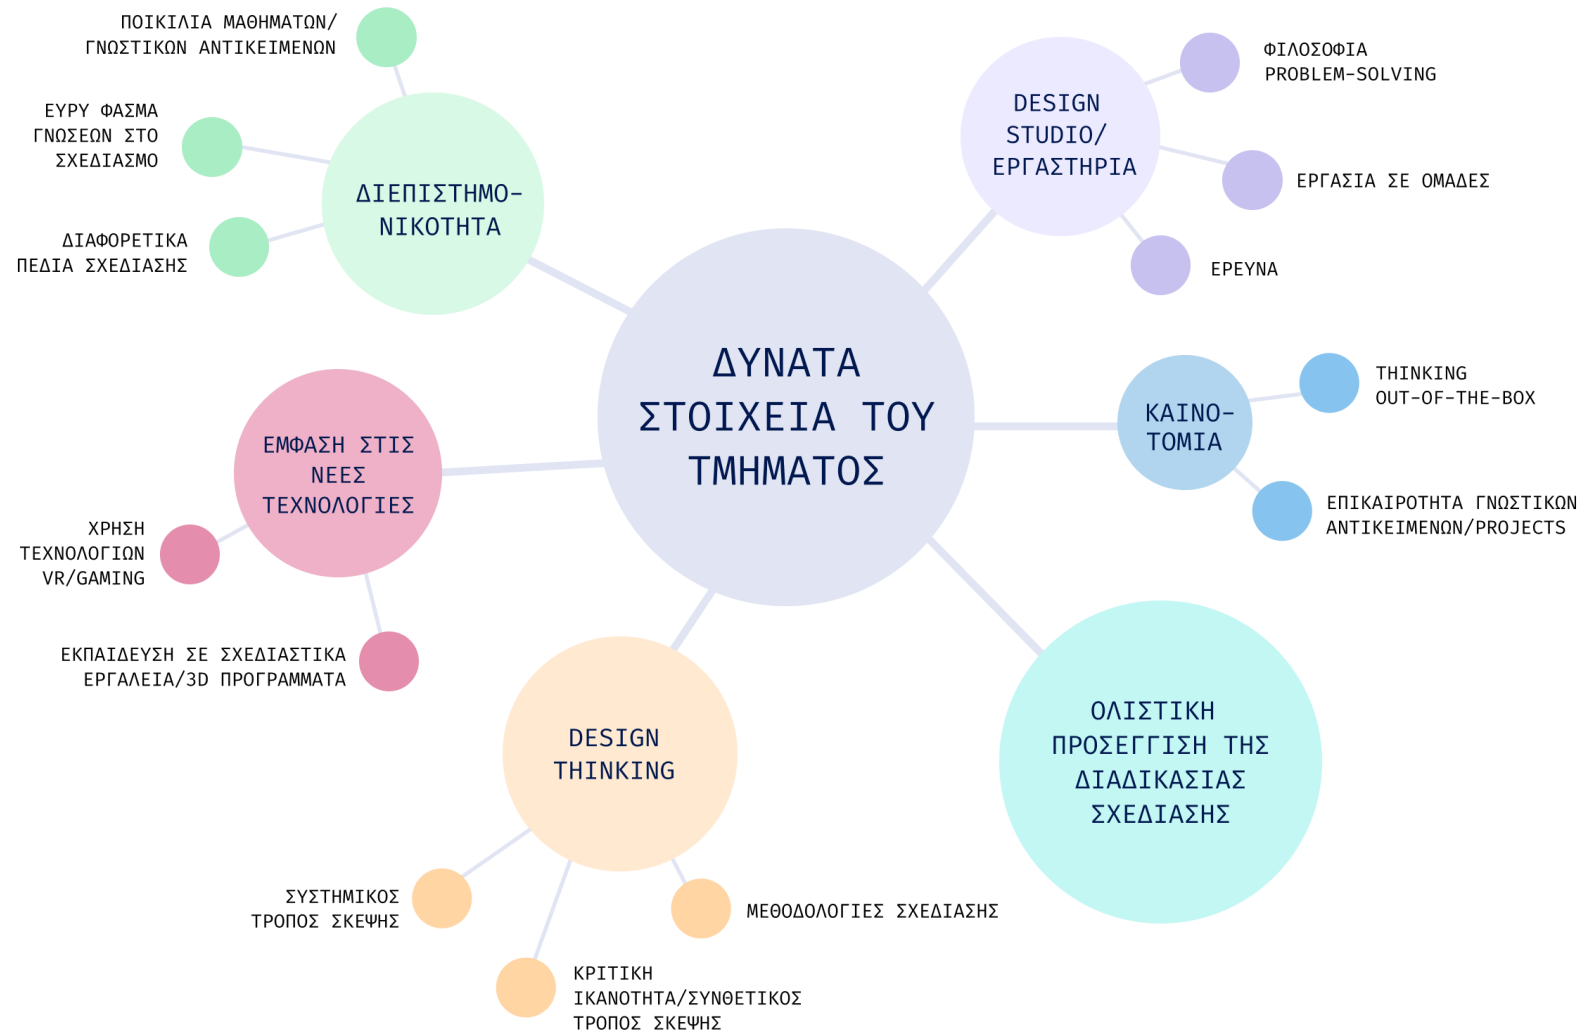 ΠΟΙΚΙΛΙΑ ΜΑΘΗΜΑΤΩΝ/
ΓΝΩΣΤΙΚΩΝ ΑΝΤΙΚΕΙΜΕΝΩΝ
ΕΥΡΥ ΦΑΣΜΑ
ΓΝΩΣΕΩΝ ΣΤΟ
ΣΧΕΔΙΑΣΜΟ
ΔΙΑΦΟΡΕΤΙΚΑ
ΠΕΔΙΑ ΣΧΕΔΙΑΣΗΣ
ΔΙΕΠΙΣΤΗΜΟ-
ΝΙΚΟΤΗΤΑ
DESIGN
STUDIO/
ΕΡΓΑΣΤΗΡΙΑ
ΦΙΛΟΣΟΦΙΑ
PROBLEM-SOLVING
ΕΡΓΑΣΙΑ ΣΕ ΟΜΑΔΕΣ
ΕΡΕΥΝΑ
ΔΥΝΑΤΑ
ΣΤΟΙΧΕΙΑ ΤΟΥ
ΤΜΗΜΑΤΟΣ
ΚΑΙΝΟ-
ΤΟΜΙΑ
THINKING
OUT-OF-THE-BOX
ΕΠΙΚΑΙΡΟΤΗΤΑ ΓΝΩΣΤΙΚΩΝ
ΑΝΤΙΚΕΙΜΕΝΩΝ/PROJECTS
ΕΜΦΑΣΗ ΣΤΙΣ
ΝΕΕΣ
ΤΕΧΝΟΛΟΓΙΕΣ
ΧΡΗΣΗ
ΤΕΧΝΟΛΟΓΙΩΝ
VR/GAMING
ΕΚΠΑΙΔΕΥΣΗ ΣΕ ΣΧΕΔΙΑΣΤΙΚΑ
ΕΡΓΑΛΕΙΑ/3D ΠΡΟΓΡΑΜΜΑΤΑ
DESIGN
THINKING
ΣΥΣΤΗΜΙΚΟΣ
ΤΡΟΠΟΣ ΣΚΕΨΗΣ
ΚΡΙΤΙΚΗ
ΙΚΑΝΟΤΗΤΑ/ΣΥΝΘΕΤΙΚΟΣ
ΤΡΟΠΟΣ ΣΚΕΨΗΣ
ΜΕΘΟΔΟΛΟΓΙΕΣ ΣΧΕΔΙΑΣΗΣ
ΟΛΙΣΤΙΚΗ
ΠΡΟΣΕΓΓΙΣΗ ΤΗΣ
ΔΙΑΔΙΚΑΣΙΑΣ
ΣΧΕΔΙΑΣΗΣ